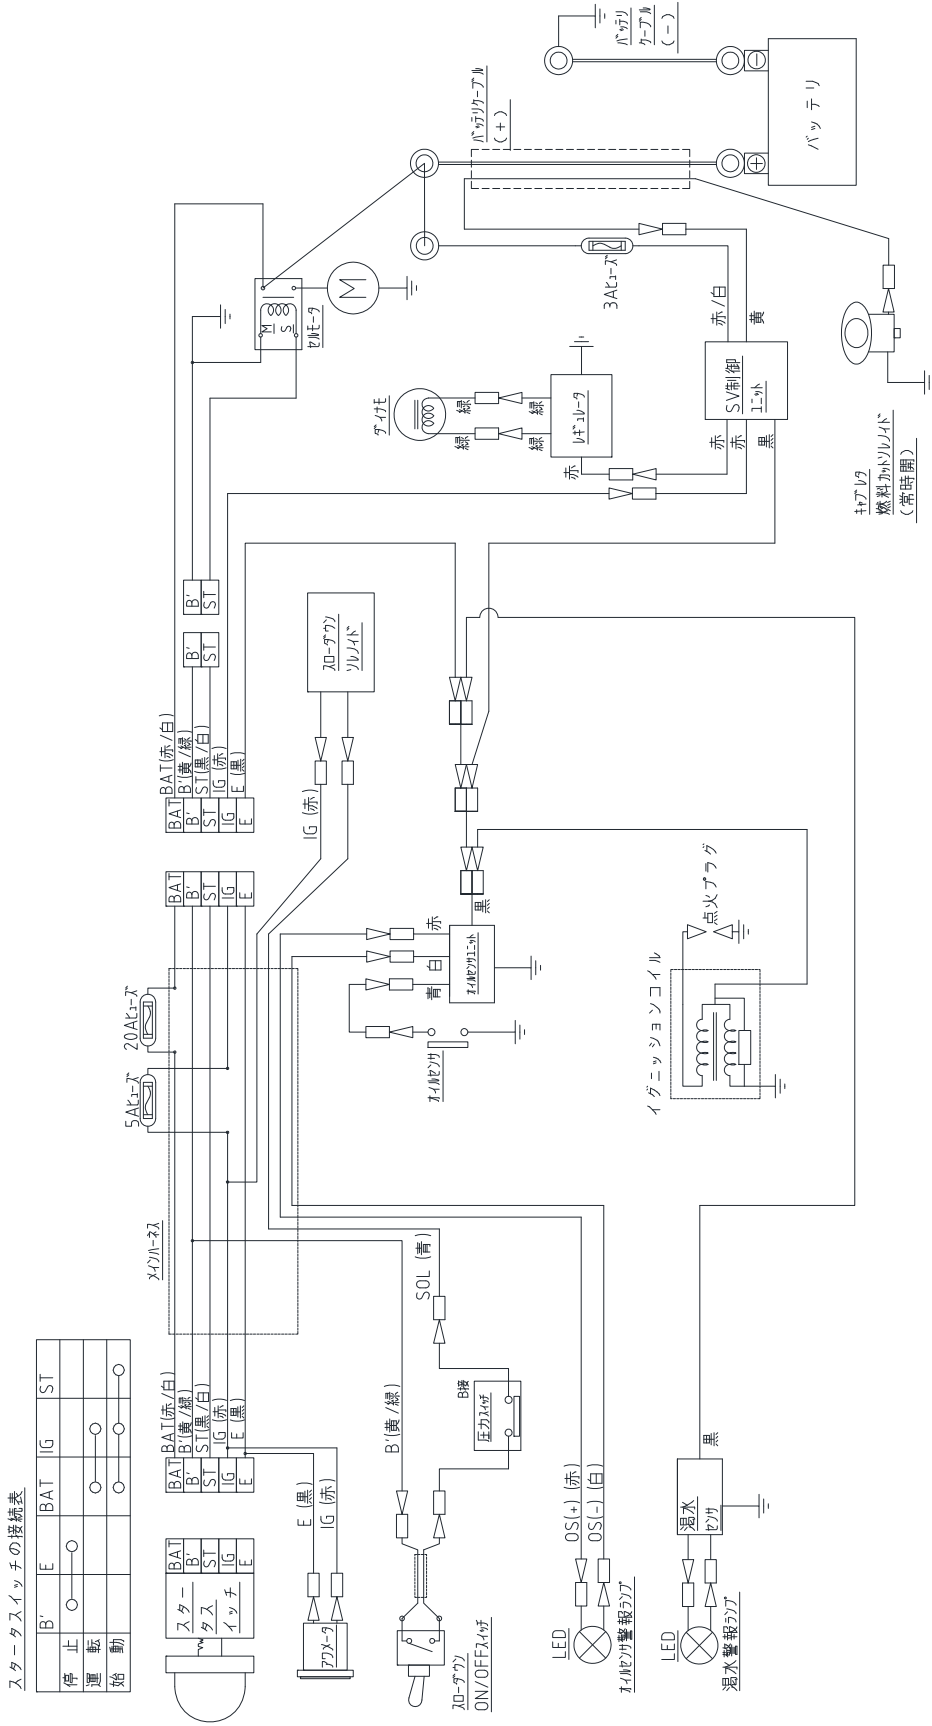 スタータスイッチの接続表
B' E BAT IG ST
停止
運転
始動
スター
タス
イッチ
BAT
B'
ST
IG
E
BAT
B'
ST
IG
E
BAT(赤/白)
B'(黄/緑)
ST(黒/白)
IG (赤)
E (黒)
メインハーネス
5Aヒューズ
20Aヒューズ
BAT
B'
ST
IG
E
BAT
B'
ST
IG
E
BAT(赤/白)
B'(黄/緑)
ST(黒/白)
IG (赤)
E (黒)
B'
ST
B'
ST
M
S
セルモータ
M
バッテリケーブル
(+)
バッテリ
ケーブル
(-)
バッテリ
アワメータ
E (黒)
IG (赤)
スローダウン
ON/OFFスイッチ
B'(黄/緑)
SOL (青)
圧力スイッチ
B接
IG (赤)
スローダウン
ソレノイド
ダイナモ
緑
緑
緑
緑
レギュレータ
赤
3Aヒューズ
赤/白
黄
SV制御
ユニット
赤
赤
黒
キャブレタ
燃料カットソレノイド
(常時開)
オイルセンサ
青
白
赤
オイルセンサユニット
黒
点火プラグ
イグニッションコイル
LED
オイルセンサ警報ランプ
OS(+) (赤)
OS(-) (白)
LED
渇水警報ランプ
渇水
センサ
黒